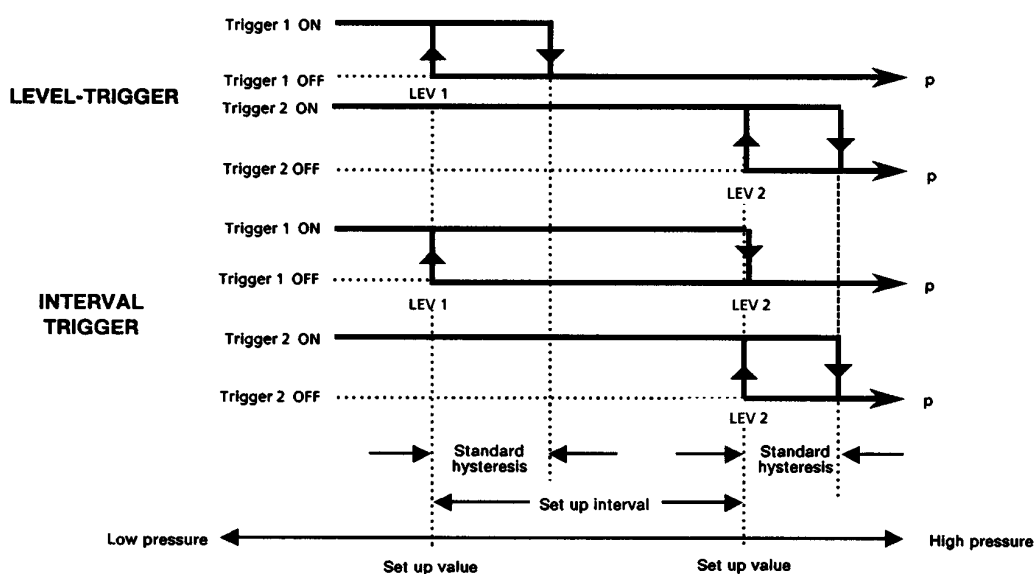 Trigger 1 ON
Trigger 1 OFF
p
LEVEL-TRIGGER
LEV 1
Trigger 2 ON
Trigger 2 OFF
p
LEV 2
Trigger 1 ON
Trigger 1 OFF
p
INTERVAL
TRIGGER
LEV 1
LEV 2
Trigger 2 ON
Trigger 2 OFF
p
LEV 2
Standard
hysteresis
Standard
hysteresis
Set up interval
Low pressure
High pressure
Set up value
Set up value